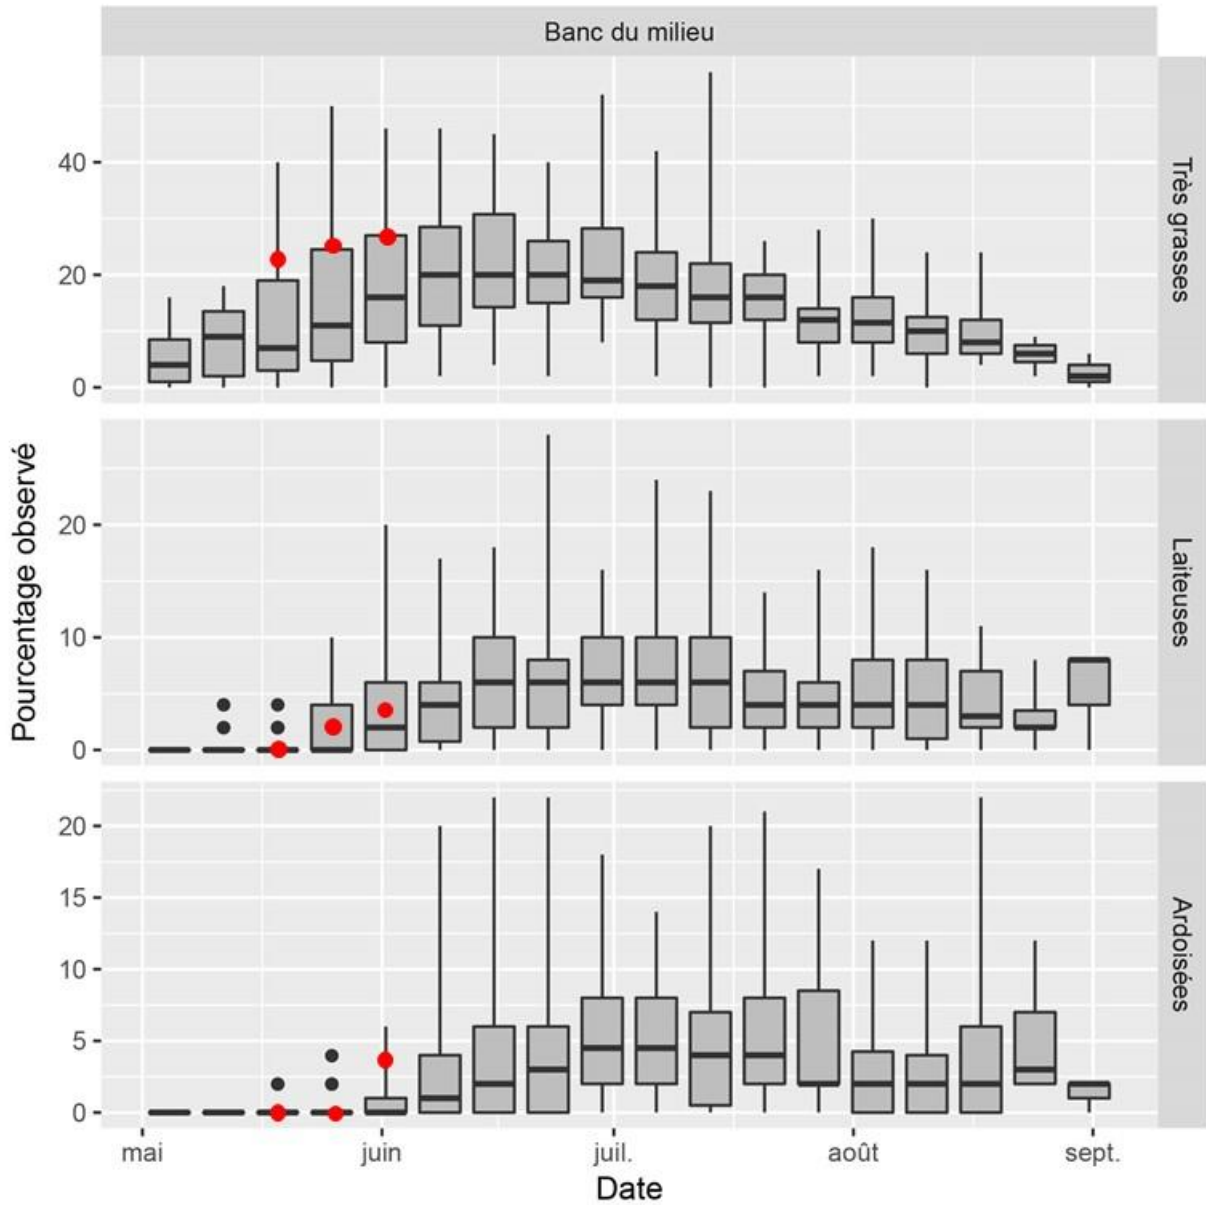 Banc du milieu
Pourcentage observé
40
20
0
Très grasses
20
10
0
Laiteuses
20
15
10
5
0
Ardoisées
mai juin juil. août sept.
Date